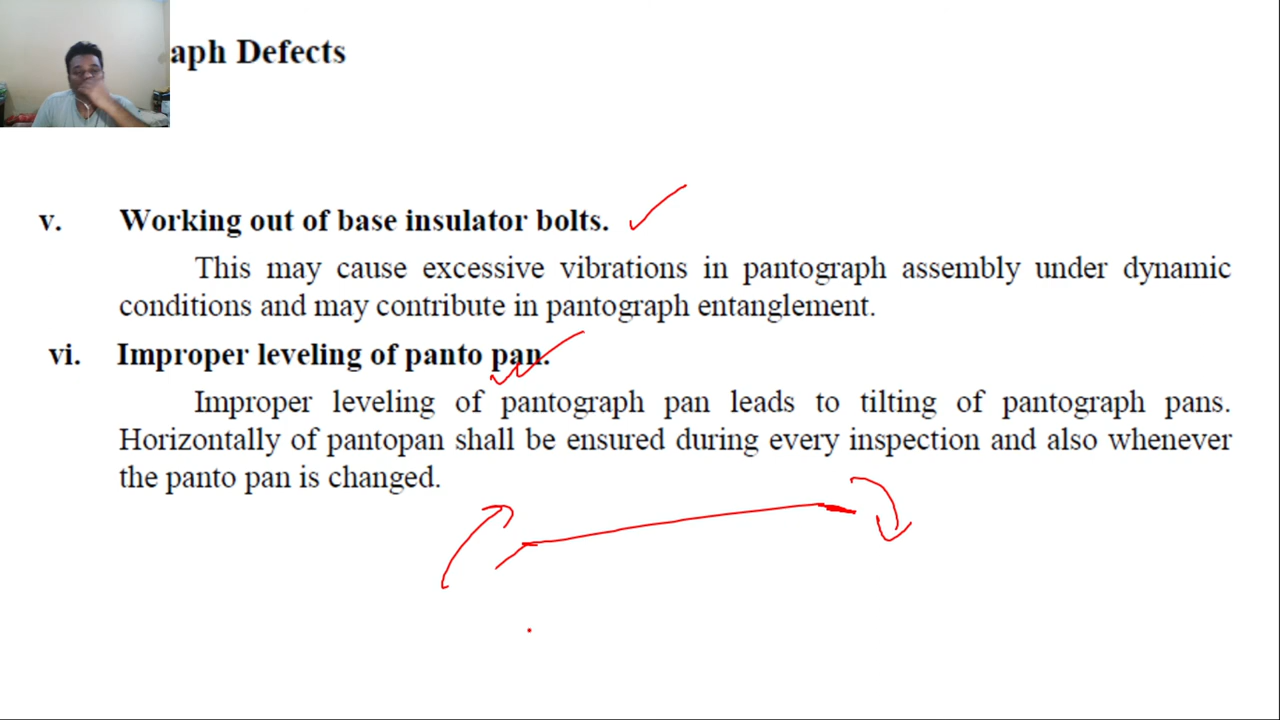 aph Defects
v. Working out of base insulator bolts.
This may cause excessive vibrations in pantograph assembly under dynamic
conditions and may contribute in pantograph entanglement.
vi. Improper leveling of panto pan.
Improper leveling of pantograph pan leads to tilting of pantograph pans.
Horizontally of pantopan shall be ensured during every inspection and also whenever
the panto pan is changed.